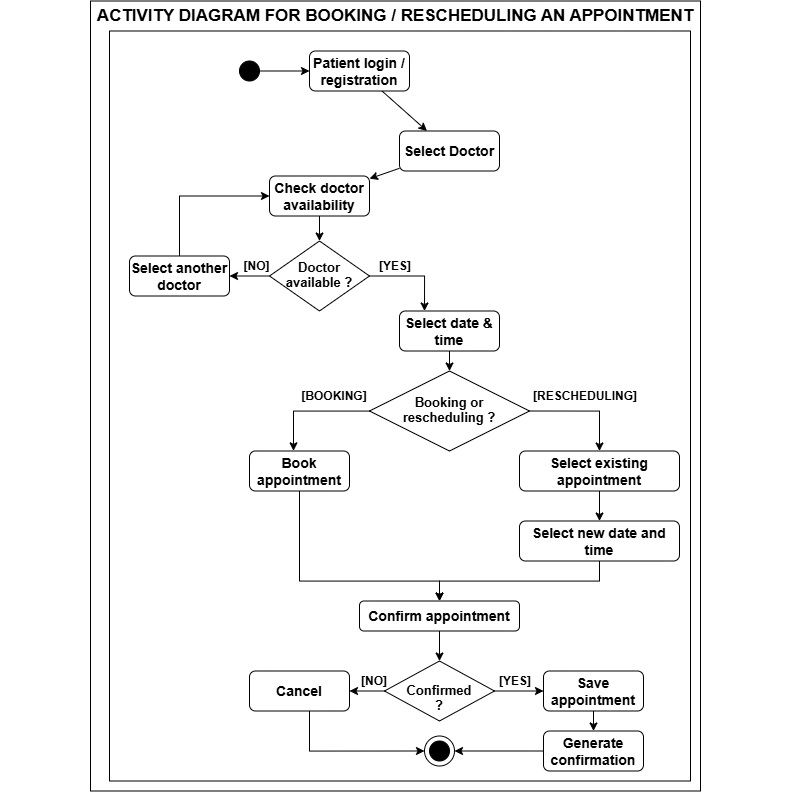 ACTIVITY DIAGRAM FOR BOOKING / RESCHEDULING AN APPOINTMENT
Patient login /
registration
Select Doctor
Check doctor
availability
Select another
doctor
[NO]
Doctor
available ?
[YES]
Select date &
time
[BOOKING]
Booking or
rescheduling ?
[RESCHEDULING]
Book
appointment
Select existing
appointment
Select new date and
time
Confirm appointment
Cancel
[NO]
Confirmed
?
[YES]
Save
appointment
Generate
confirmation